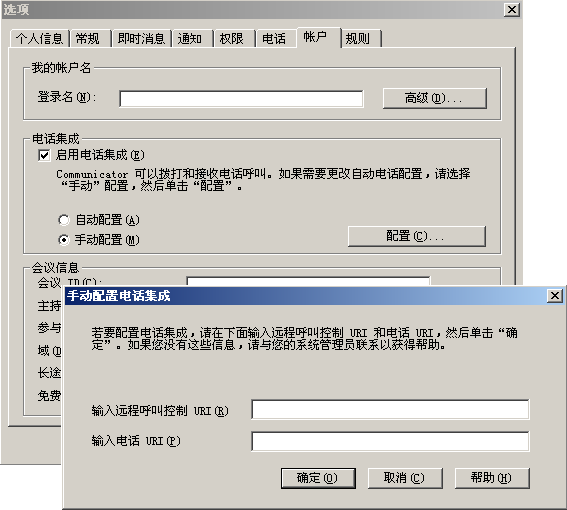 选项
个人信息 常规 即时消息 通知 权限 电话 帐户 规则
我的帐户名
登录名(N): 高级(D)...
电话集成
启用电话集成(E)
Communicator 可以拨打和接收电话呼叫。如果需要更改自动电话配置，请选择
“手动”配置，然后单击“配置”。
自动配置(A)
手动配置(M) 配置(C)...
会议信息
会议 ID(C):
主持
参与
域(D
长途
免费
手动配置电话集成
若要配置电话集成，请在下面输入远程呼叫控制 URI 和电话 URI，然后单击“确
定”。如果您没有这些信息，请与您的系统管理员联系以获得帮助。
输入远程呼叫控制 URI(R)
输入电话 URI(P)
确定(O) 取消(C) 帮助(H)